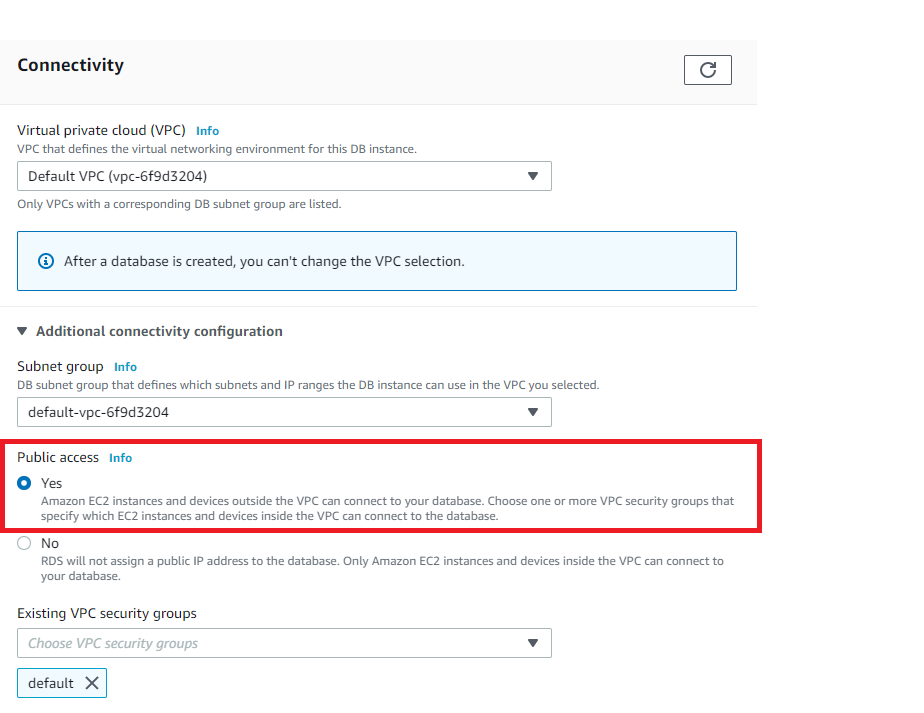 Connectivity
Virtual private cloud (VPC) Info
VPC that defines the virtual networking environment for this DB instance.
Default VPC (vpc-6f9d3204)
Only VPCs with a corresponding DB subnet group are listed.
After a database is created, you can't change the VPC selection.
Additional connectivity configuration
Subnet group Info
DB subnet group that defines which subnets and IP ranges the DB instance can use in the VPC you selected.
default-vpc-6f9d3204
Public access Info
Yes
Amazon EC2 instances and devices outside the VPC can connect to your database. Choose one or more VPC security groups that
specify which EC2 instances and devices inside the VPC can connect to the database.
No
RDS will not assign a public IP address to the database. Only Amazon EC2 instances and devices inside the VPC can connect to
your database.
Existing VPC security groups
Choose VPC security groups
default